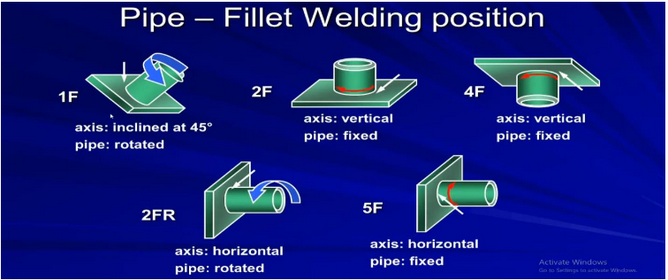 Pipe – Fillet Welding position
1F
axis: inclined at 45º
pipe: rotated
2F
axis: vertical
pipe: fixed
4F
axis: vertical
pipe: fixed
2FR
axis: horizontal
pipe: rotated
5F
axis: horizontal
pipe: fixed
Activate Windows
Go to Settings to activate Windows.